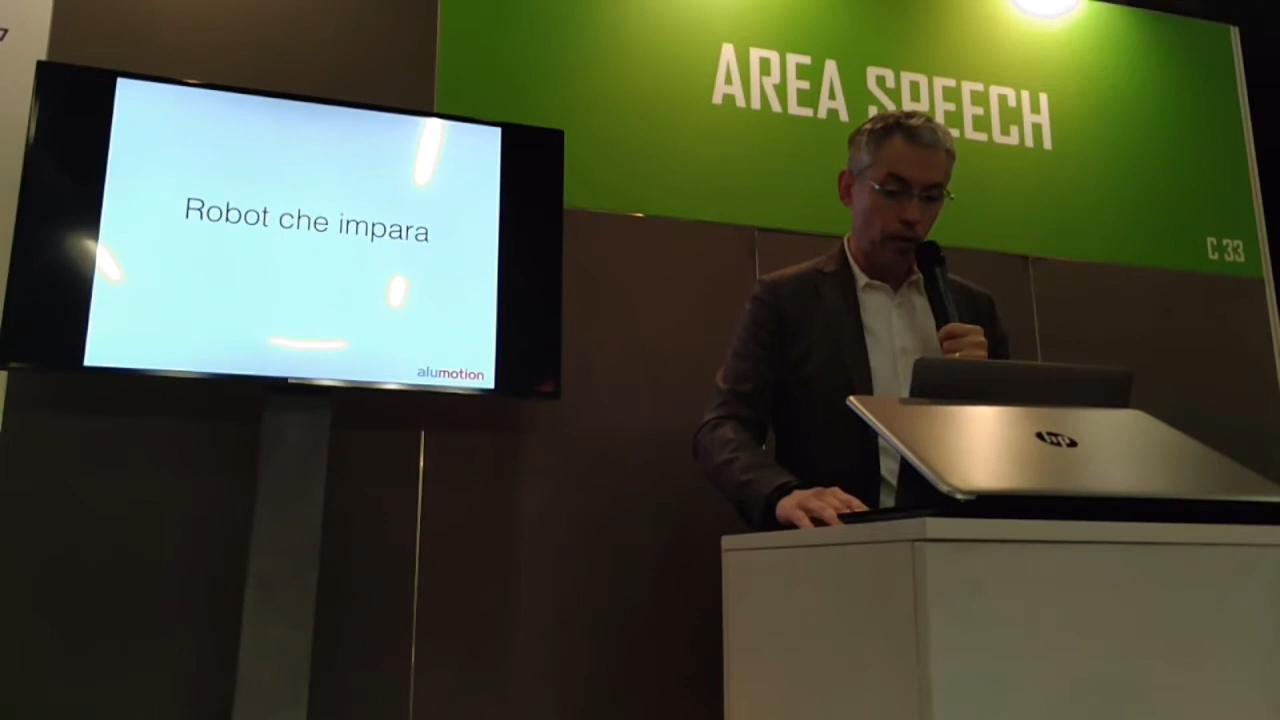 AREA SPEECH
Robot che impara
C 33
alumotion
hp